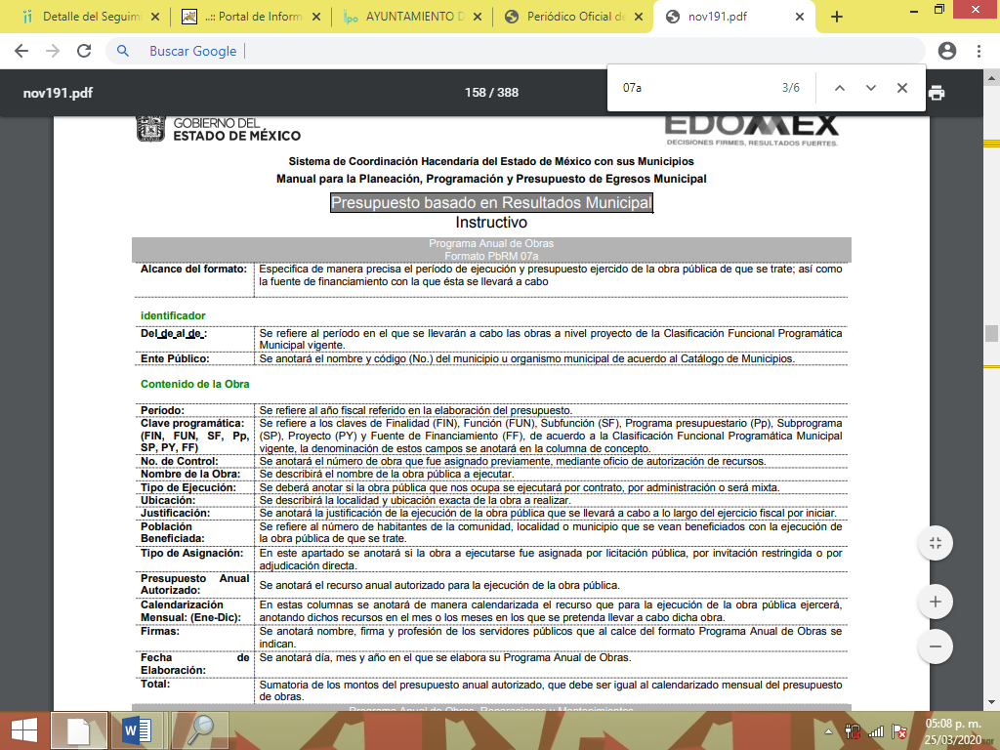 Detalle del Seguim
..:: Portal de Inform
AYUNTAMIENTO D
Periódico Oficial de
nov191.pdf
Buscar Google
nov191.pdf
158 / 388
07a
3/6
GOBIERNO DEL
ESTADO DE MÉXICO
EDOMEX
DECISIONES FIRMES, RESULTADOS FUERTES.
Sistema de Coordinación Hacendaria del Estado de México con sus Municipios
Manual para la Planeación, Programación y Presupuesto de Egresos Municipal
Presupuesto basado en Resultados Municipal
Instructivo
Programa Anual de Obras
Formato PbRM 07a
Alcance del formato: Especifica de manera precisa el período de ejecución y presupuesto ejercido de la obra pública de que se trate; así como
la fuente de financiamiento con la que ésta se llevará a cabo
identificador
Del de al de : Se refiere al período en el que se llevarán a cabo las obras a nivel proyecto de la Clasificación Funcional Programática
Municipal vigente.
Ente Público: Se anotará el nombre y código (No.) del municipio u organismo municipal de acuerdo al Catálogo de Municipios.
Contenido de la Obra
Período: Se refiere al año fiscal referido en la elaboración del presupuesto.
Clave programática: Se refiere a los claves de Finalidad (FIN), Función (FUN), Subfunción (SF), Programa presupuestario (Pp), Subprograma
(FIN, FUN, SF, Pp, (SP), Proyecto (PY) y Fuente de Financiamiento (FF), de acuerdo a la Clasificación Funcional Programática Municipal
SP, PY, FF) vigente, la denominación de estos campos se anotará en la columna de concepto.
No. de Control: Se anotará el número de obra que fue asignado previamente, mediante oficio de autorización de recursos.
Nombre de la Obra: Se describirá el nombre de la obra pública a ejecutar.
Tipo de Ejecución: Se deberá anotar si la obra pública que nos ocupa se ejecutará por contrato, por administración o será mixta.
Ubicación: Se describirá la localidad y ubicación exacta de la obra a realizar.
Justificación: Se anotará la justificación de la ejecución de la obra pública que se llevará a cabo a lo largo del ejercicio fiscal por iniciar.
Población Se refiere al número de habitantes de la comunidad, localidad o municipio que se vean beneficiados con la ejecución de
Beneficiada: la obra pública de que se trate.
Tipo de Asignación: En este apartado se anotará si la obra a ejecutarse fue asignada por licitación pública, por invitación restringida o por
adjudicación directa.
Presupuesto Anual
Autorizado: Se anotará el recurso anual autorizado para la ejecución de la obra pública.
Calendarización En estas columnas se anotará de manera calendarizada el recurso que para la ejecución de la obra pública ejercerá,
Mensual: (Ene-Dic): anotando dichos recursos en el mes o los meses en los que se pretenda llevar a cabo dicha obra.
Firmas: Se anotará nombre, firma y profesión de los servidores públicos que al calce del formato Programa Anual de Obras se
indican.
Fecha de Se anotará día, mes y año en el que se elabora su Programa Anual de Obras.
Elaboración:
Total: Sumatoria de los montos del presupuesto anual autorizado, que debe ser igual al calendarizado mensual del presupuesto
de obras.
Programa Anual de Obras, Reparaciones y Mantenimientos
05:08 p. m.
25/03/2020